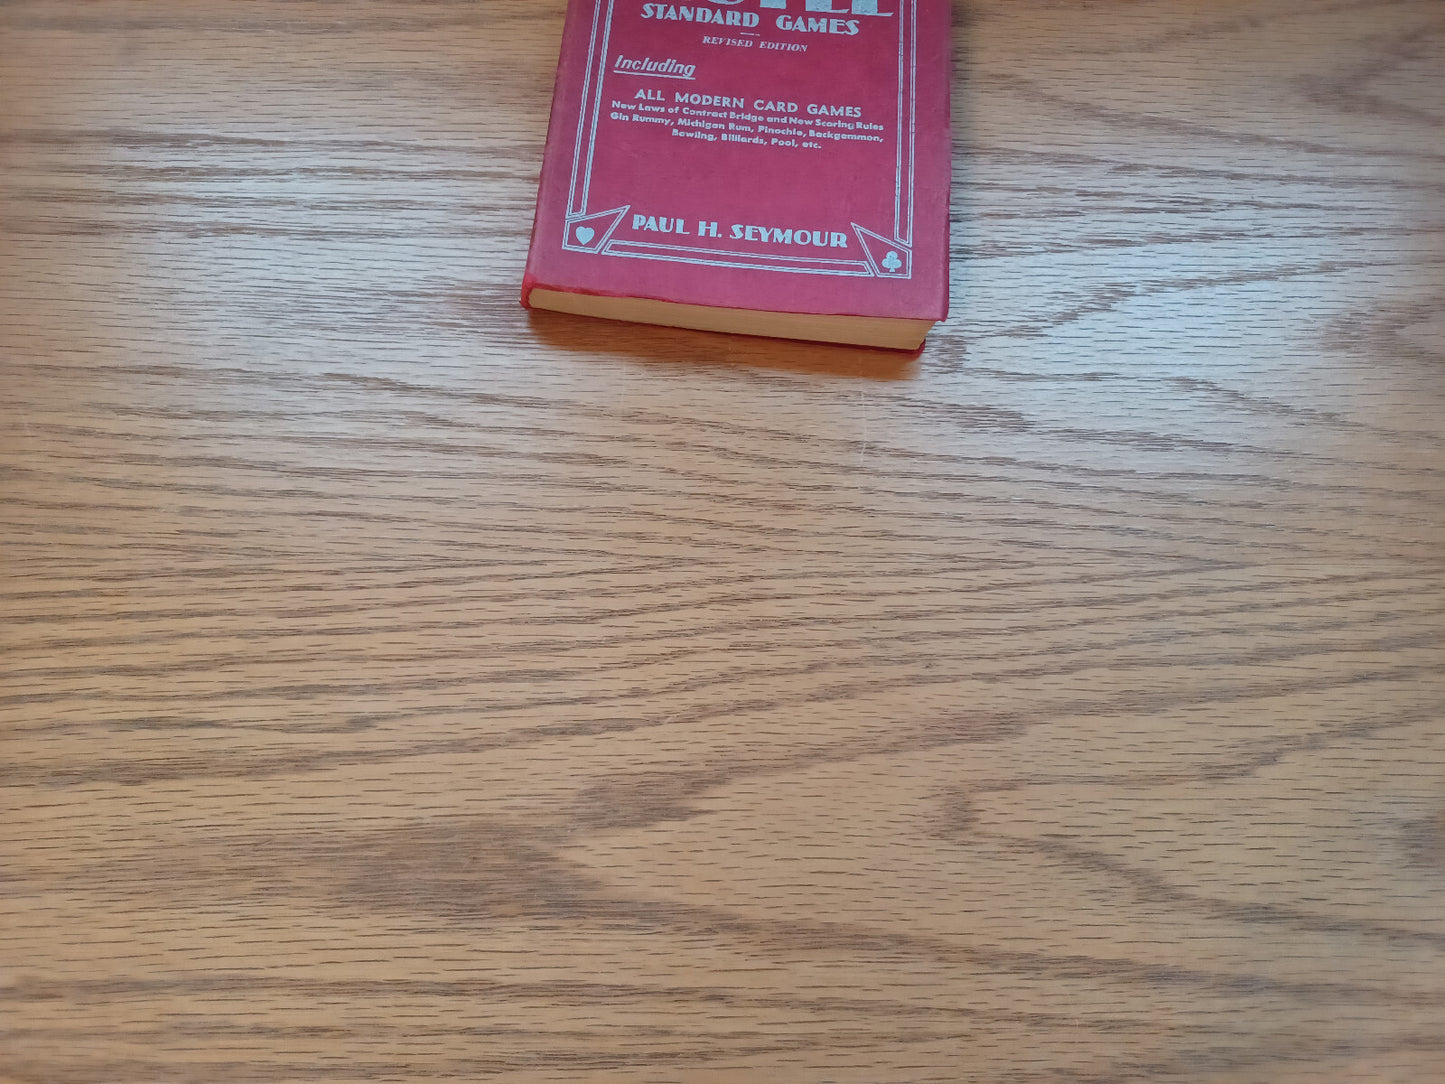 STANDARD GAMES
REVISED EDITION
Including
ALL MODERN CARD GAMES
New Laws of Contract Bridge and New Scoring Rules
Gin Rummy, Michigan Rum, Pinochle, Backgammon,
Bowling, Billiards, Pool, etc.
PAUL H. SEYMOUR